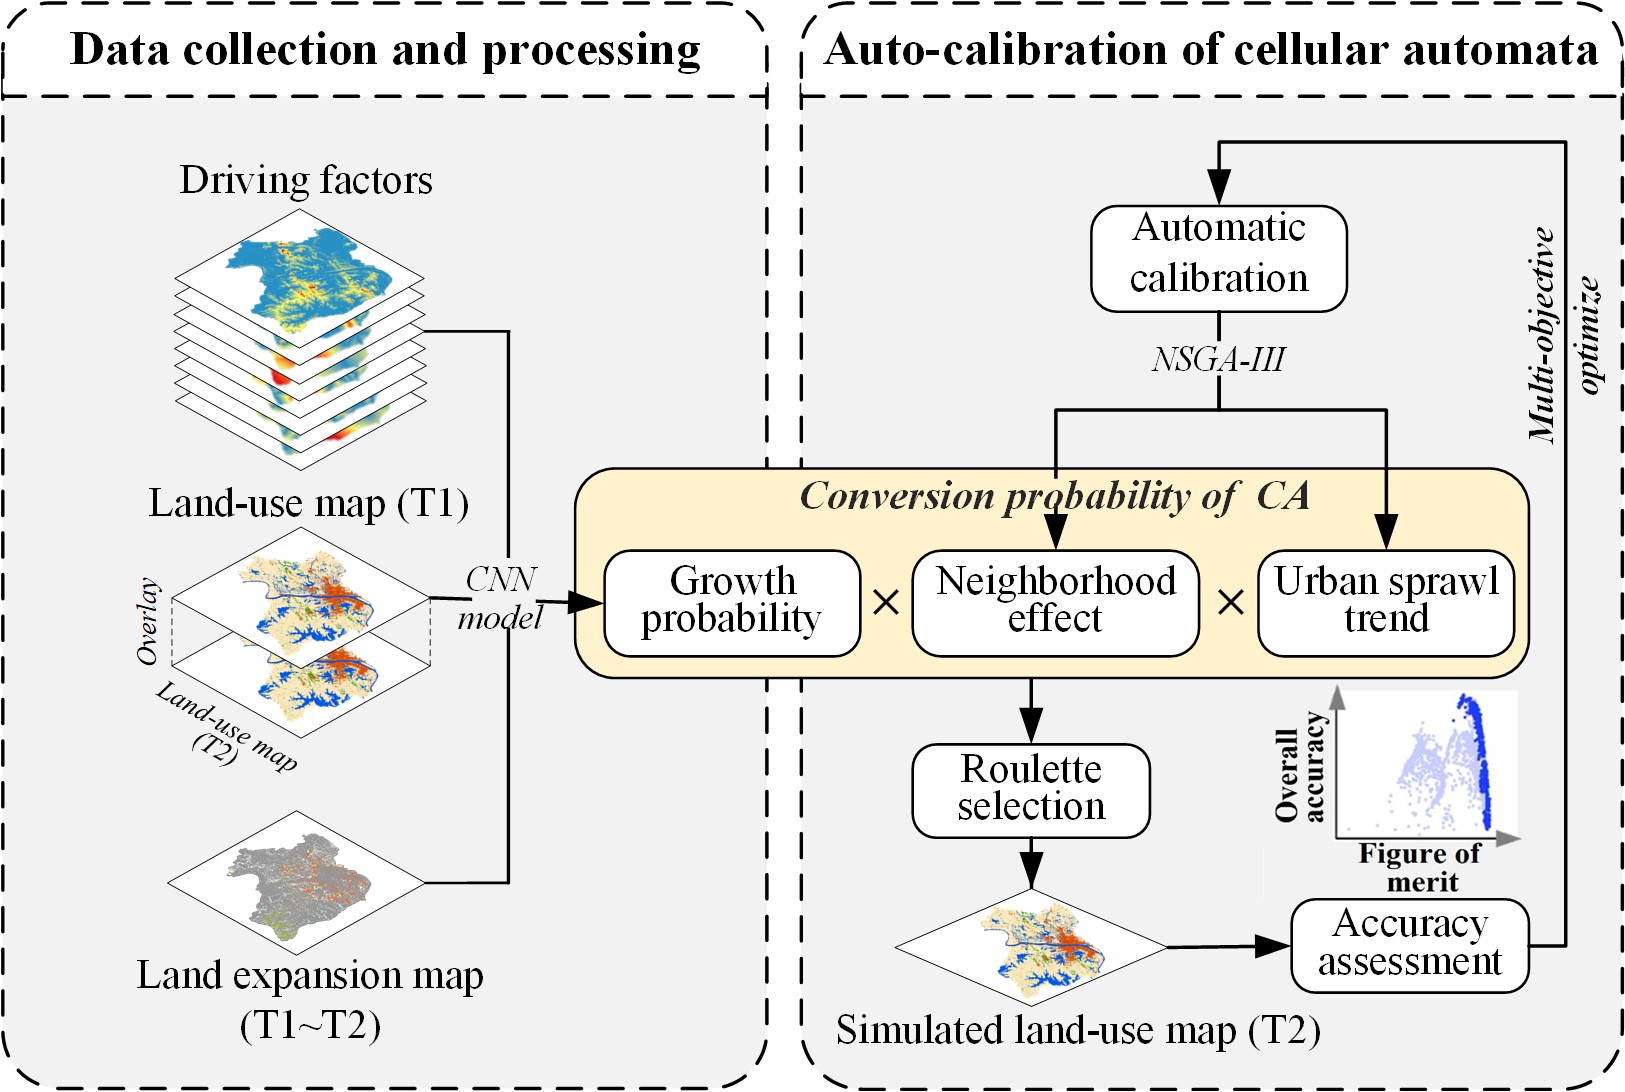 Data collection and processing
Driving factors
Land-use map (T1)
Overlay
Land-use map
(T2)
CNN
model
Land expansion map
(T1~T2)
Auto-calibration of cellular automata
Automatic
calibration
NSGA-III
Multi-objective
optimize
Conversion probability of CA
Growth
probability
×
Neighborhood
effect
×
Urban sprawl
trend
Roulette
selection
Overall
accuracy
Figure of
merit
Accuracy
assessment
Simulated land-use map (T2)